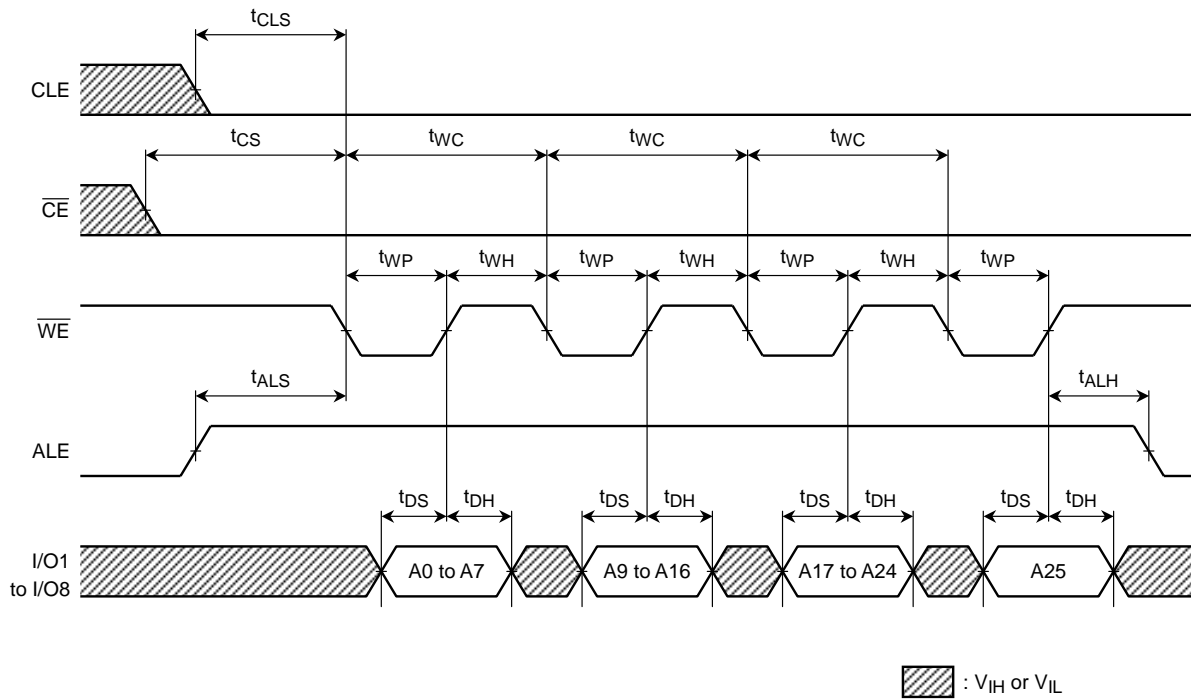 tCLS
CLE
tCS tWC tWC tWC
CE
tWP tWH tWP tWH tWP tWH tWP
WE
tALS tALH
ALE
tDS tDH tDS tDH tDS tDH tDS tDH
I/O1
to I/O8
A0 to A7 A9 to A16 A17 to A24 A25
: VIH or VIL